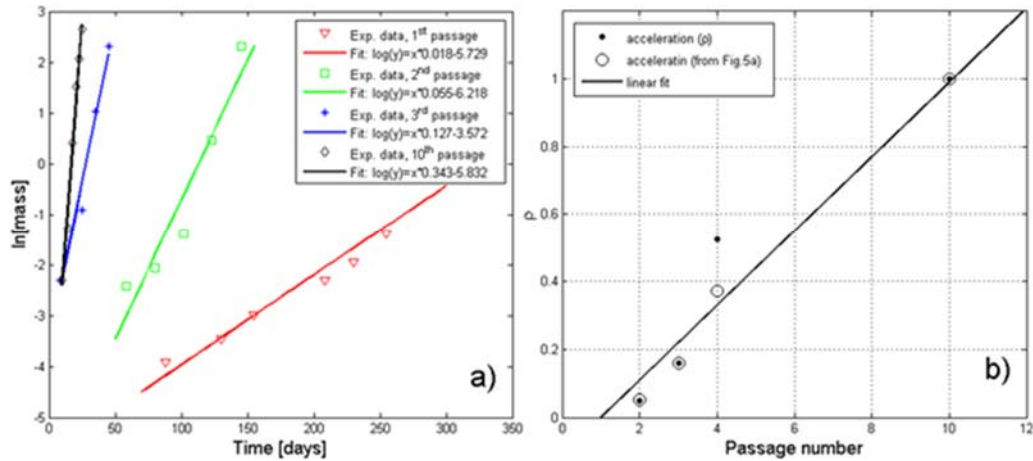 3
2
1
0
-1
-2
-3
-4
-5
0
50
100
150
200
250
300
350
ln[mass]
Time [days]
Exp. data, 1st passage
Fit: log(y)=x*0.018-5.729
Exp. data, 2nd passage
Fit: log(y)=x*0.055-6.218
Exp. data, 3rd passage
Fit: log(y)=x*0.127-3.572
Exp. data, 10th passage
Fit: log(y)=x*0.343-5.832
a)
acceleration (ρ)
acceleratin (from Fig.5a)
linear fit
1
0.8
0.6
0.4
0.2
0
0
2
4
6
8
10
12
ρ
Passage number
b)